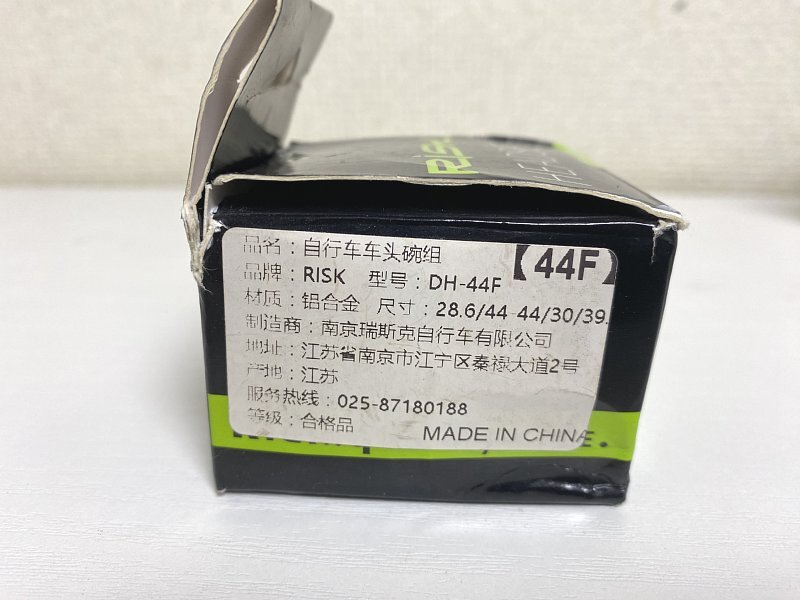 RISK
【44F】
品名：自行车车头碗组
品牌：RISK 型号：DH-44F
材质：铝合金 尺寸：28.6/44-44/30/39.
制造商：南京瑞斯克自行车有限公司
地址：江苏省南京市江宁区秦禄大道2号
产地：江苏
服务热线：025-87180188
等级：合格品
MADE IN CHINA